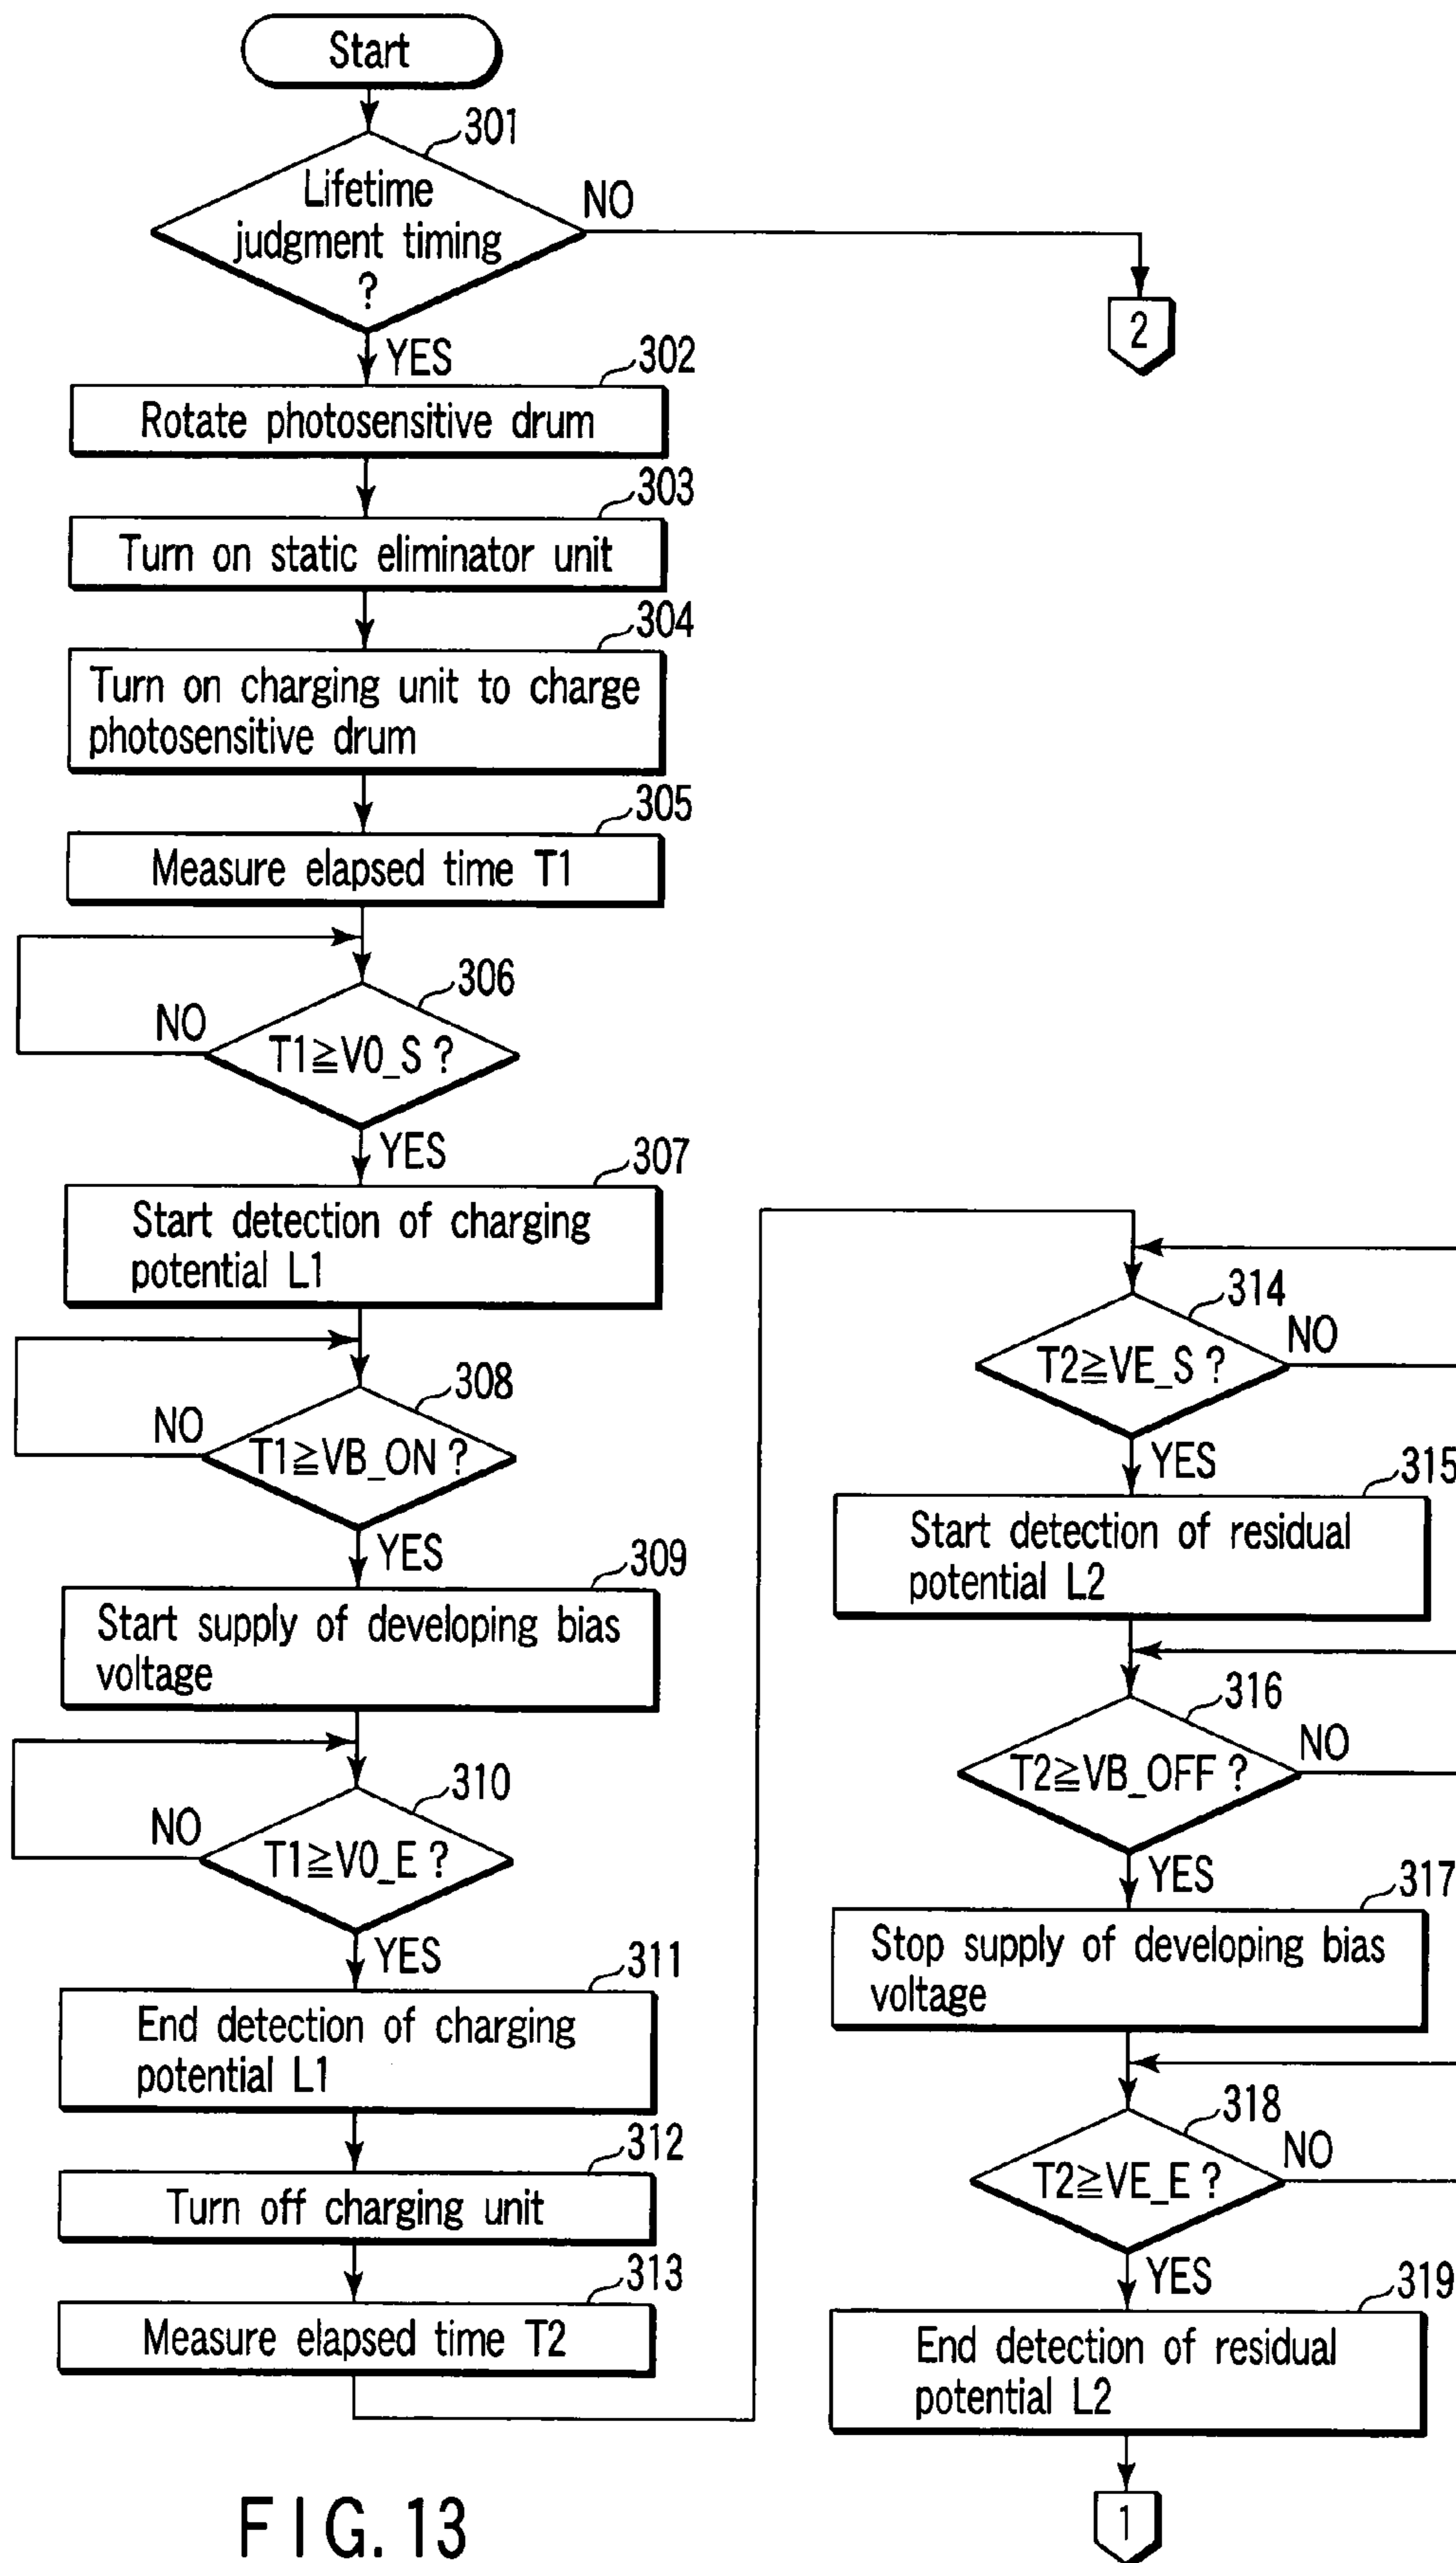 Start
301
Lifetime
judgment timing
?
NO
2
YES
302
Rotate photosensitive drum
303
Turn on static eliminator unit
304
Turn on charging unit to charge
photosensitive drum
305
Measure elapsed time T1
306
NO
T1≧V0_S ?
YES
307
Start detection of charging
potential L1
308
NO
T1≧VB_ON ?
YES
309
Start supply of developing bias
voltage
310
NO
T1≧V0_E ?
YES
311
End detection of charging
potential L1
312
Turn off charging unit
313
Measure elapsed time T2
314
T2≧VE_S ?
NO
YES
315
Start detection of residual
potential L2
316
T2≧VB_OFF ?
NO
YES
317
Stop supply of developing bias
voltage
318
T2≧VE_E ?
NO
YES
319
End detection of residual
potential L2
1
FIG. 13